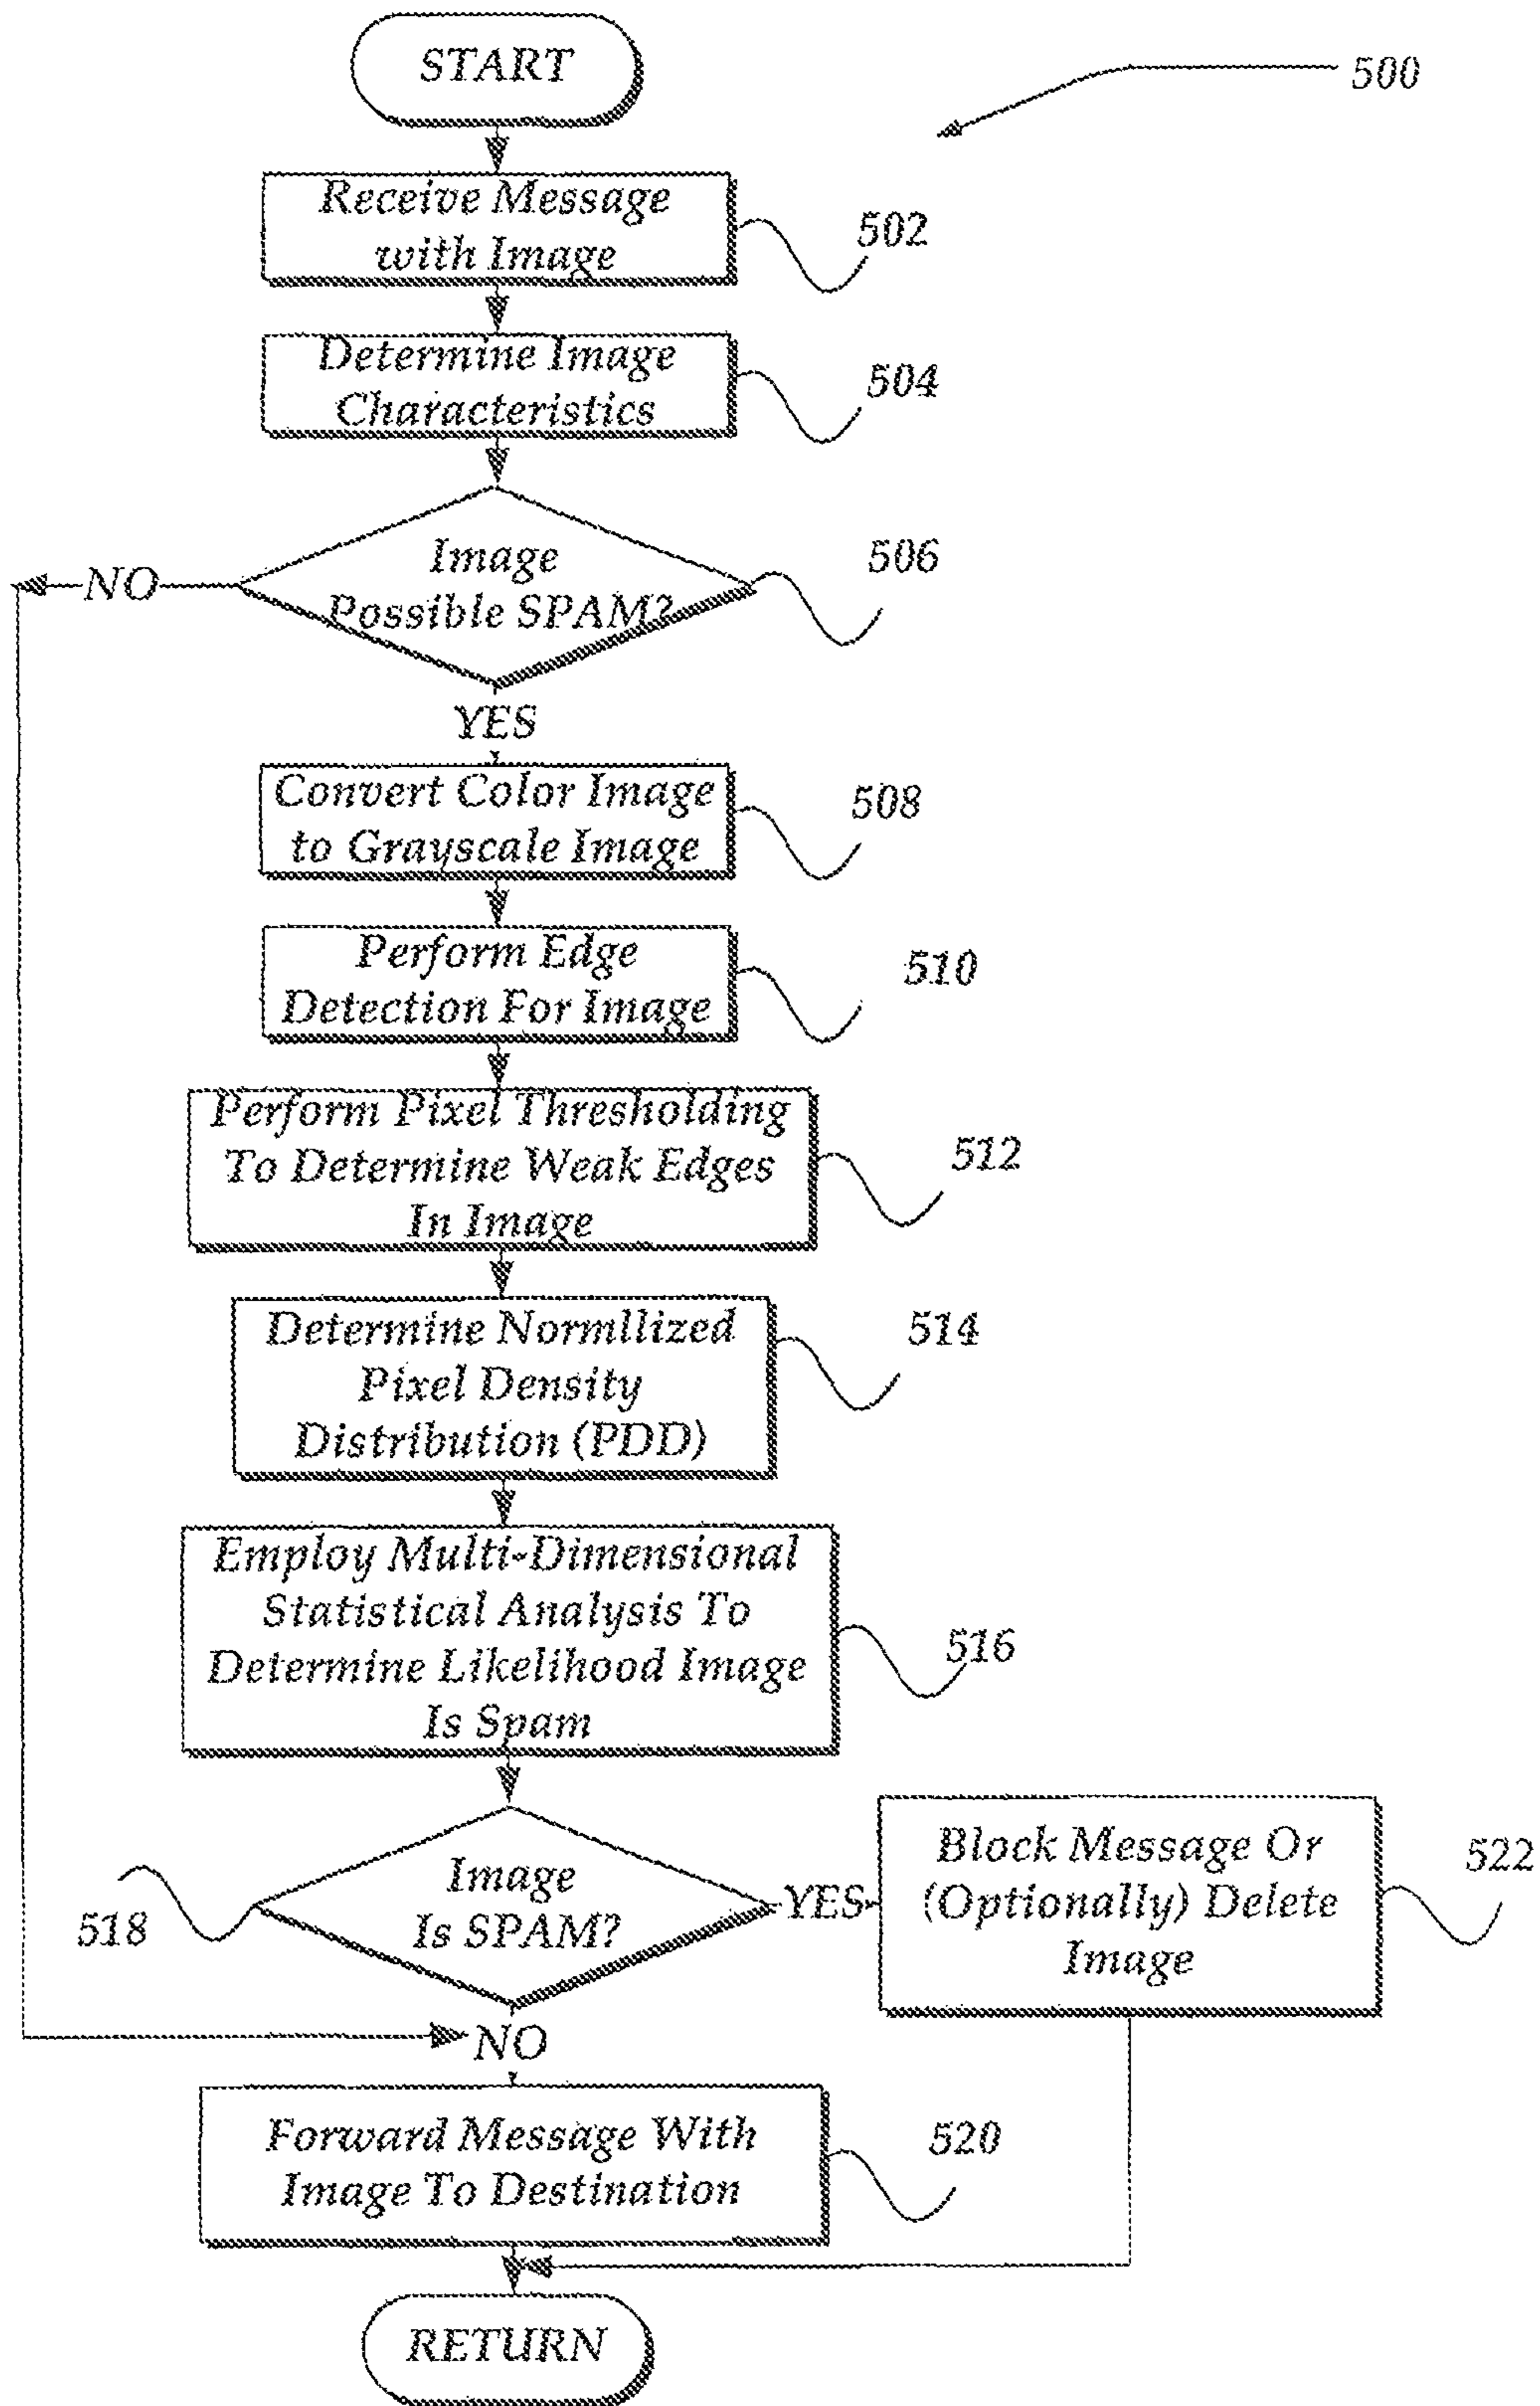 START
500
Receive Message
with Image
502
Determine Image
Characteristics
504
Image
Possible SPAM?
506
NO
YES
Convert Color Image
to Grayscale Image
508
Perform Edge
Detection For Image
510
Perform Pixel Thresholding
To Determine Weak Edges
In Image
512
Determine Normllized
Pixel Density
Distribution (PDD)
514
Employ Multi-Dimensional
Statistical Analysis To
Determine Likelihood Image
Is Spam
516
Image
Is SPAM?
518
YES
Block Message Or
(Optionally) Delete
Image
522
NO
Forward Message With
Image To Destination
520
RETURN